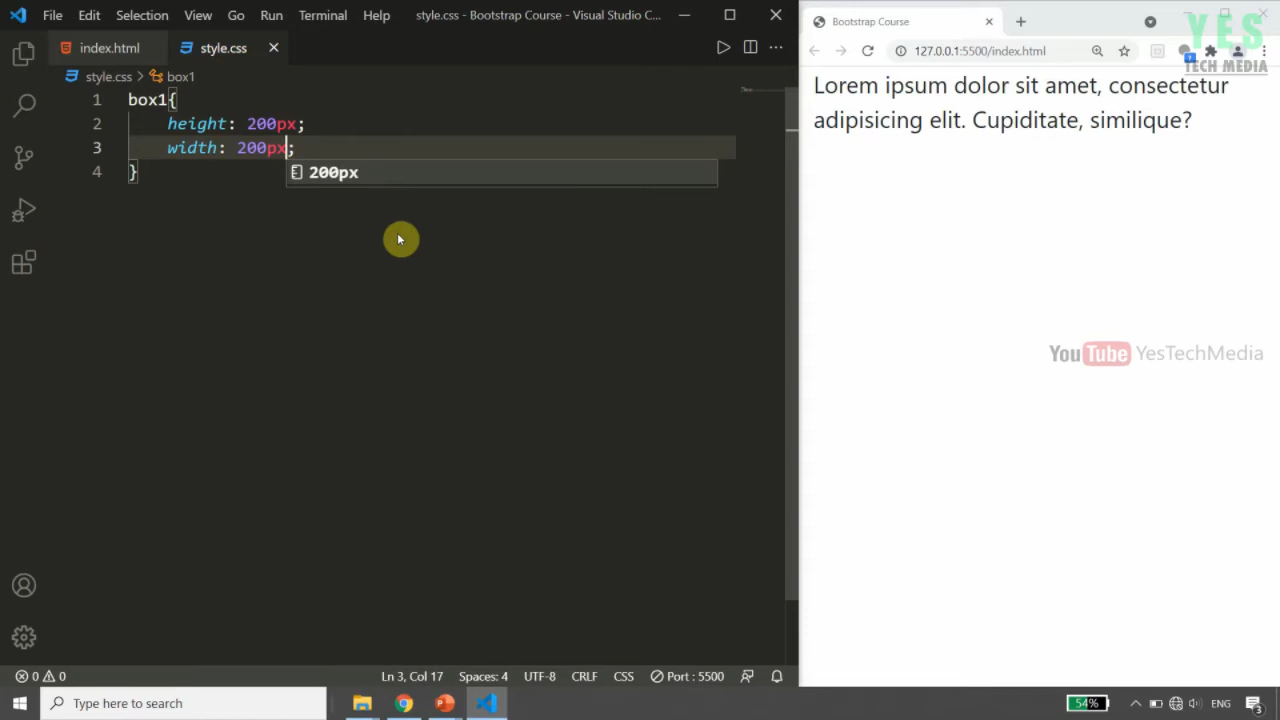 File Edit Selection View Go Run Terminal Help style.css - Bootstrap Course - Visual Studio C...
index.html style.css
style.css > box1
1 box1{
2 height: 200px;
3 width: 200px;
4 }
200px
Ln 3, Col 17 Spaces: 4 UTF-8 CRLF CSS Port : 5500
0 0
Bootstrap Course
127.0.0.1:5500/index.html
YES
TECH MEDIA
Lorem ipsum dolor sit amet, consectetur
adipisicing elit. Cupiditate, similique?
YouTube YesTechMedia
Type here to search
54%
ENG
3